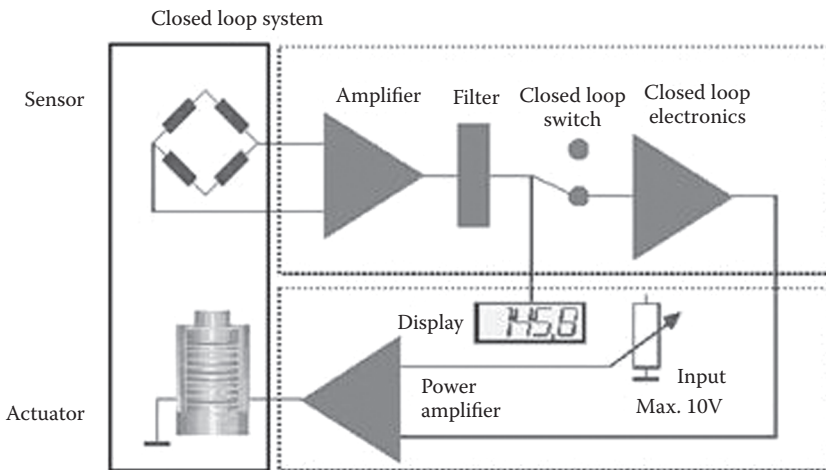 Closed loop system
Sensor
Amplifier
Filter
Closed loop
switch
Closed loop
electronics
Display
145,8
Power
amplifier
Input
Max. 10V
Actuator